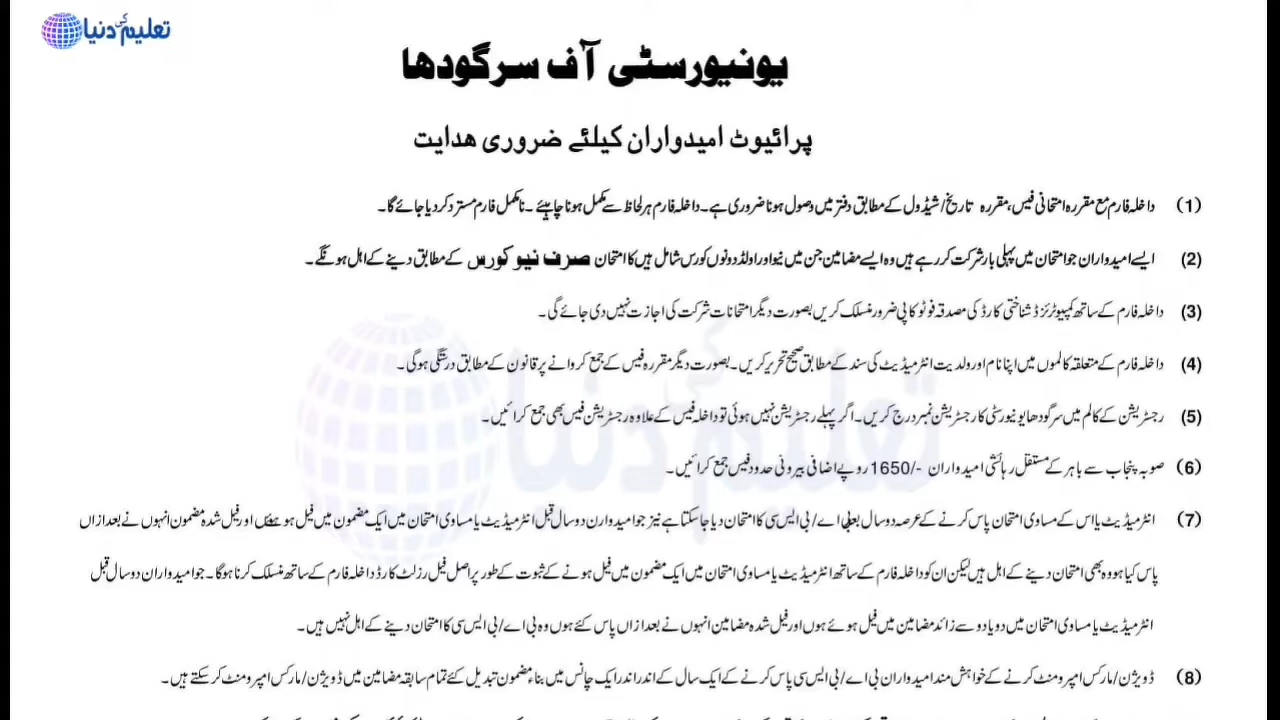 تعلیم کی دنیا
یونیورسٹی آف سرگودھا
پرائیوٹ امیدواران کیلئے ضروری ھدایت
(1) داخلہ فارم مع مقررہ امتحانی فیس، مقررہ تاریخ/شیڈول کے مطابق دفتر میں وصول ہونا ضروری ہے۔ داخلہ فارم ہر لحاظ سے مکمل ہونا چاہیئے۔ نامکمل فارم مسترد کر دیا جائے گا۔
(2) ایسے امیدواران جو امتحان میں پہلی بار شرکت کر رہے ہیں وہ ایسے مضامین جن میں نیو اور اولڈ دونوں کورس شامل ہیں کا امتحان صرف نیو کورس کے مطابق دینے کے اہل ہونگے۔
(3) داخلہ فارم کے ساتھ کمپیوٹرائزڈ شناختی کارڈ کی مصدقہ فوٹو کاپی ضرور منسلک کریں بصورت دیگر امتحانات شرکت کی اجازت نہیں دی جائے گی۔
(4) داخلہ فارم کے متعلقہ کالموں میں اپنا نام اور ولدیت انٹرمیڈیٹ کی سند کے مطابق صحیح تحریر کریں۔ بصورت دیگر مقررہ فیس کے جمع کروانے پر قانون کے مطابق درستگی ہوگی۔
(5) رجسٹریشن کے کالم میں سرگودھا یونیورسٹی کا رجسٹریشن نمبر درج کریں۔ اگر پہلے رجسٹریشن نہیں ہوئی تو داخلہ فیس کے علاوہ رجسٹریشن فیس بھی جمع کرائیں۔
(6) صوبہ پنجاب سے باہر کے مستقل رہائشی امیدواران -/1650 روپے اضافی بیرونی حدود فیس جمع کرائیں۔
(7) انٹرمیڈیٹ یا اس کے مساوی امتحان پاس کرنے کے عرصہ دو سال بعد بی اے/بی ایس سی کا امتحان دیا جا سکتا ہے نیز جو امیدوارن دو سال قبل انٹرمیڈیٹ یا مساوی امتحان میں ایک مضمون میں فیل ہو گئے ہیں اور فیل شدہ مضمون انہوں نے بعد ازاں
پاس کیا ہو وہ بھی امتحان دینے کے اہل ہیں لیکن ان کو داخلہ فارم کے ساتھ انٹرمیڈیٹ یا مساوی امتحان میں ایک مضمون میں فیل ہونے کے ثبوت کے طور پر اصل فیل رزلٹ کارڈ داخلہ فارم کے ساتھ منسلک کرنا ہوگا۔ جو امیدواران دو سال قبل
انٹرمیڈیٹ یا مساوی امتحان میں دو یا دو سے زائد مضامین میں فیل ہوئے ہوں اور فیل شدہ مضامین انہوں نے بعد ازاں پاس کئے ہوں وہ بی اے/بی ایس سی کا امتحان دینے کے اہل نہیں ہیں۔
(8) ڈویژن/مارکس امپرومنٹ کرنے کے خواہش مند امیدواران بی اے/بی ایس سی پاس کرنے کے ایک سال کے اندر اندر ایک چانس میں بناء مضمون تبدیل کئے تمام سابقہ مضامین میں ڈویژن/مارکس امپرومنٹ کر سکتے ہیں۔